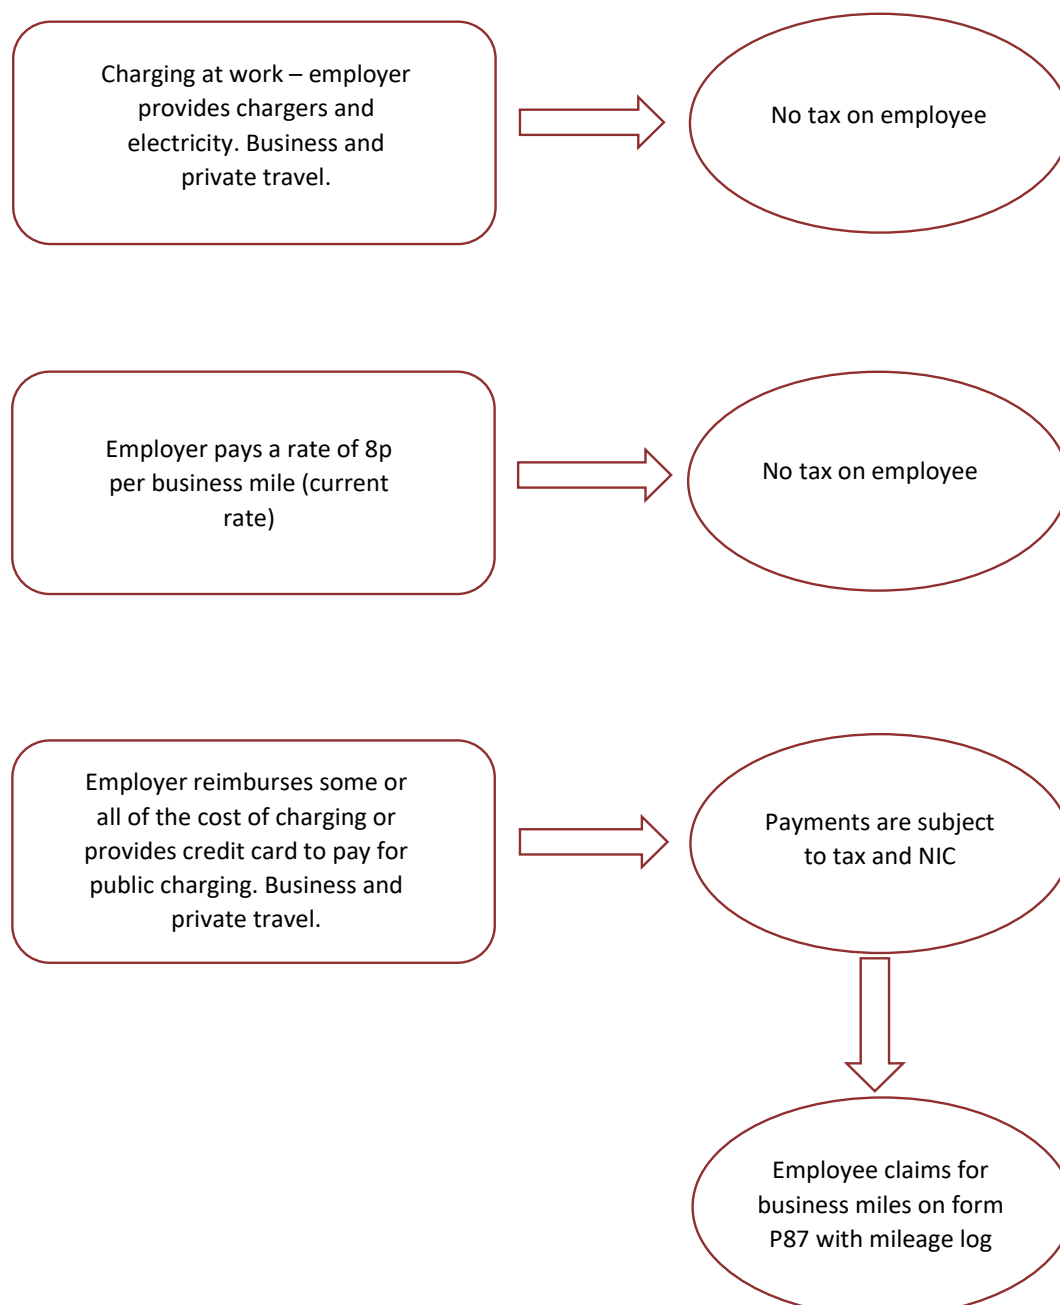 Charging at work – employer
provides chargers and
electricity. Business and
private travel.
No tax on employee
Employer pays a rate of 8p
per business mile (current
rate)
No tax on employee
Employer reimburses some or
all of the cost of charging or
provides credit card to pay for
public charging. Business and
private travel.
Payments are subject
to tax and NIC
Employee claims for
business miles on form
P87 with mileage log